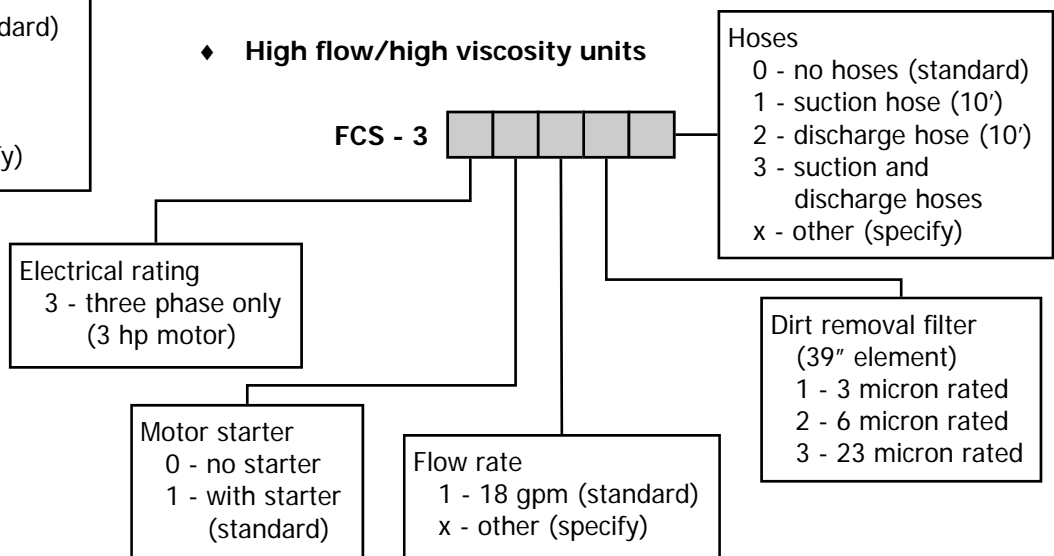 dard)
y)
♦ High flow/high viscosity units
FCS - 3
Hoses
0 - no hoses (standard)
1 - suction hose (10′)
2 - discharge hose (10′)
3 - suction and
discharge hoses
x - other (specify)
Electrical rating
3 - three phase only
(3 hp motor)
Dirt removal filter
(39″ element)
1 - 3 micron rated
2 - 6 micron rated
3 - 23 micron rated
Motor starter
0 - no starter
1 - with starter
(standard)
Flow rate
1 - 18 gpm (standard)
x - other (specify)